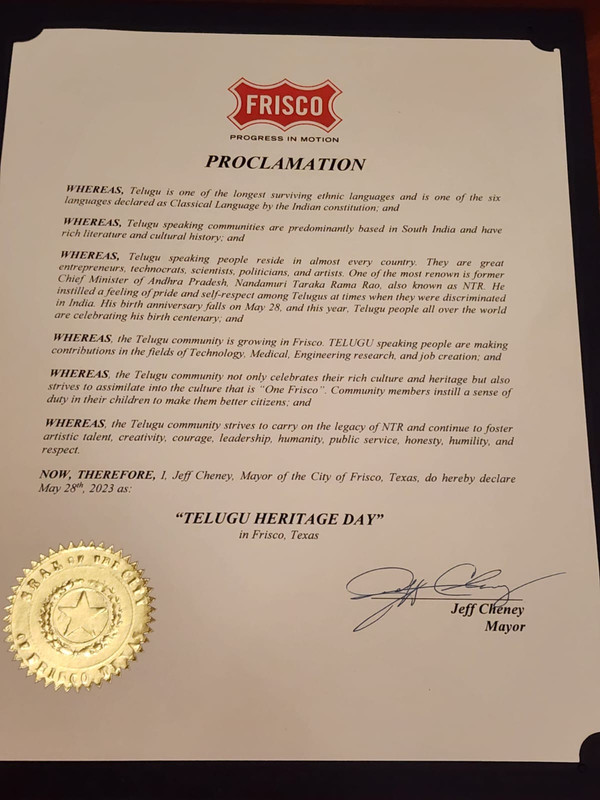 FRISCO
PROGRESS IN MOTION
PROCLAMATION
WHEREAS, Telugu is one of the longest surviving ethnic languages and is one of the six
languages declared as Classical Language by the Indian constitution; and
WHEREAS, Telugu speaking communities are predominantly based in South India and have
rich literature and cultural history; and
WHEREAS, Telugu speaking people reside in almost every country. They are great
entrepreneurs, technocrats, scientists, politicians, and artists. One of the most renown is former
Chief Minister of Andhra Pradesh, Nandamuri Taraka Rama Rao, also known as NTR. He
instilled a feeling of pride and self-respect among Telugus at times when they were discriminated
in India. His birth anniversary falls on May 28, and this year, Telugu people all over the world
are celebrating his birth centenary; and
WHEREAS, the Telugu community is growing in Frisco. TELUGU speaking people are making
contributions in the fields of Technology, Medical, Engineering research, and job creation; and
WHEREAS, the Telugu community not only celebrates their rich culture and heritage but also
strives to assimilate into the culture that is "One Frisco". Community members instill a sense of
duty in their children to make them better citizens; and
WHEREAS, the Telugu community strives to carry on the legacy of NTR and continue to foster
artistic talent, creativity, courage, leadership, humanity, public service, honesty, humility, and
respect.
NOW, THEREFORE, I, Jeff Cheney, Mayor of the City of Frisco, Texas, do hereby declare
May 28th, 2023 as:
"TELUGU HERITAGE DAY"
in Frisco, Texas
SEAL OF THE CITY
OF FRISCO TEXAS
Jeff Cheney
Jeff Cheney
Mayor